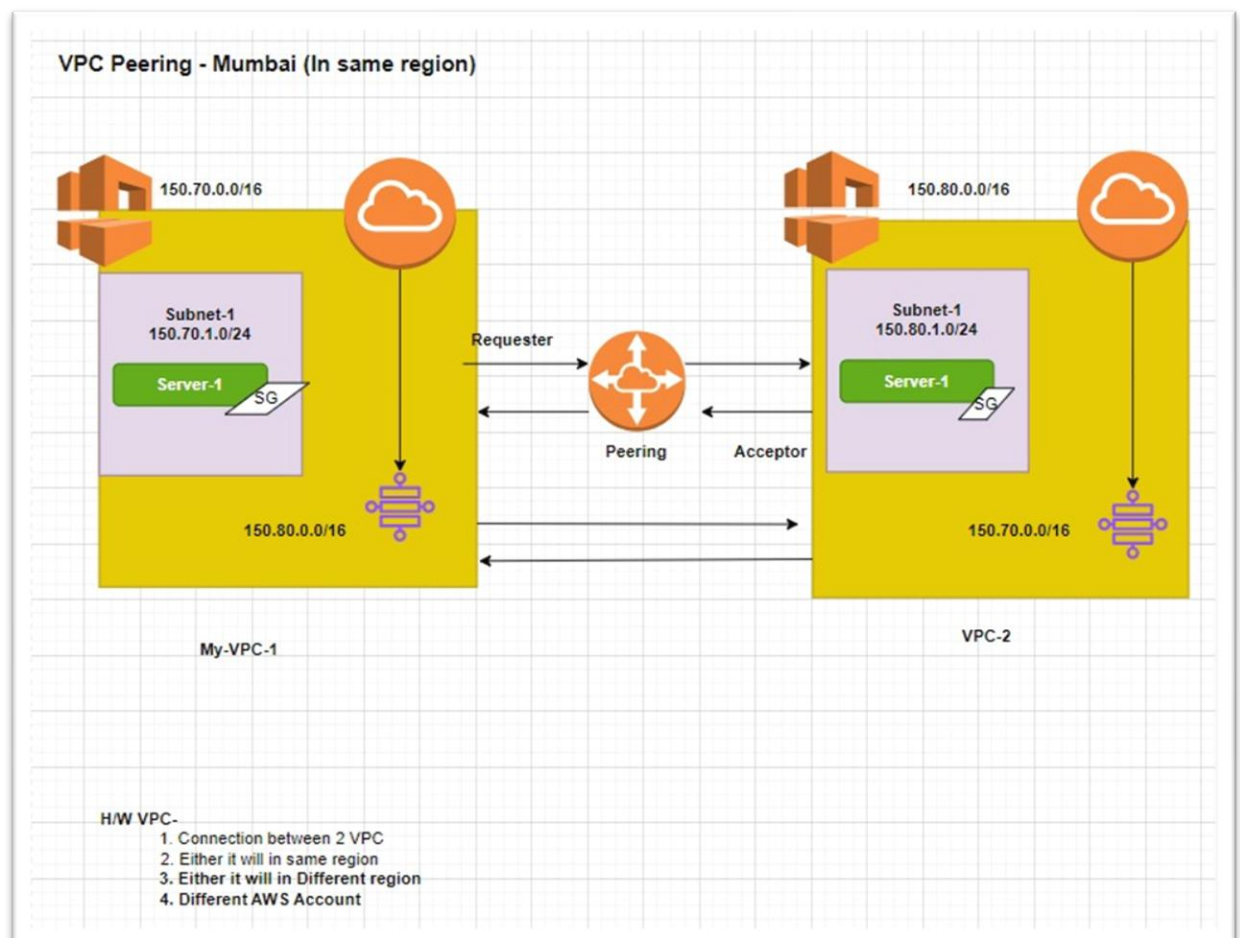 VPC Peering - Mumbai (In same region)
150.70.0.0/16
150.80.0.0/16
Subnet-1
150.70.1.0/24
Server-1
SG
Requester
Peering
Acceptor
Subnet-1
150.80.1.0/24
Server-1
SG
150.80.0.0/16
150.70.0.0/16
My-VPC-1
VPC-2
H/W VPC-
1. Connection between 2 VPC
2. Either it will in same region
3. Either it will in Different region
4. Different AWS Account